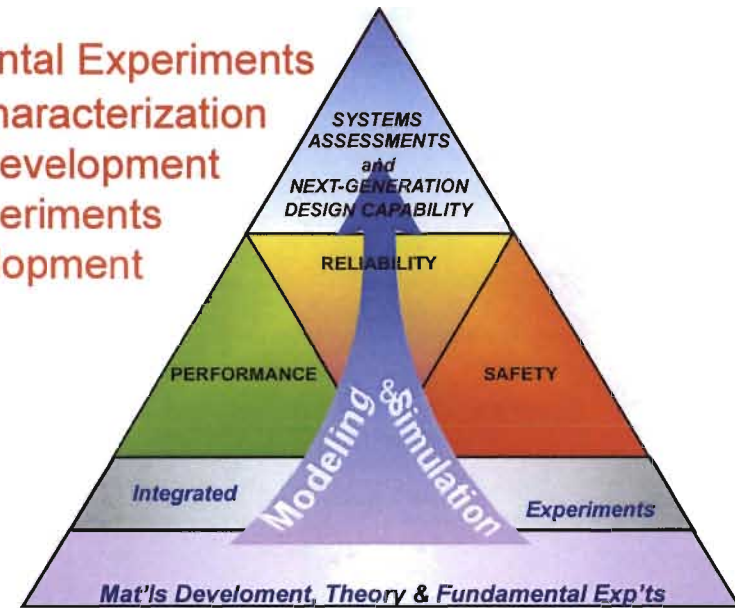 ntal Experiments
haracterization
evelopment
eriments
opment
SYSTEMS
ASSESSMENTS
and
NEXT-GENERATION
DESIGN CAPABILITY
RELIABILITY
PERFORMANCE
SAFETY
Modeling & Simulation
Integrated
Experiments
Mat'ls Develoment, Theory & Fundamental Exp'ts